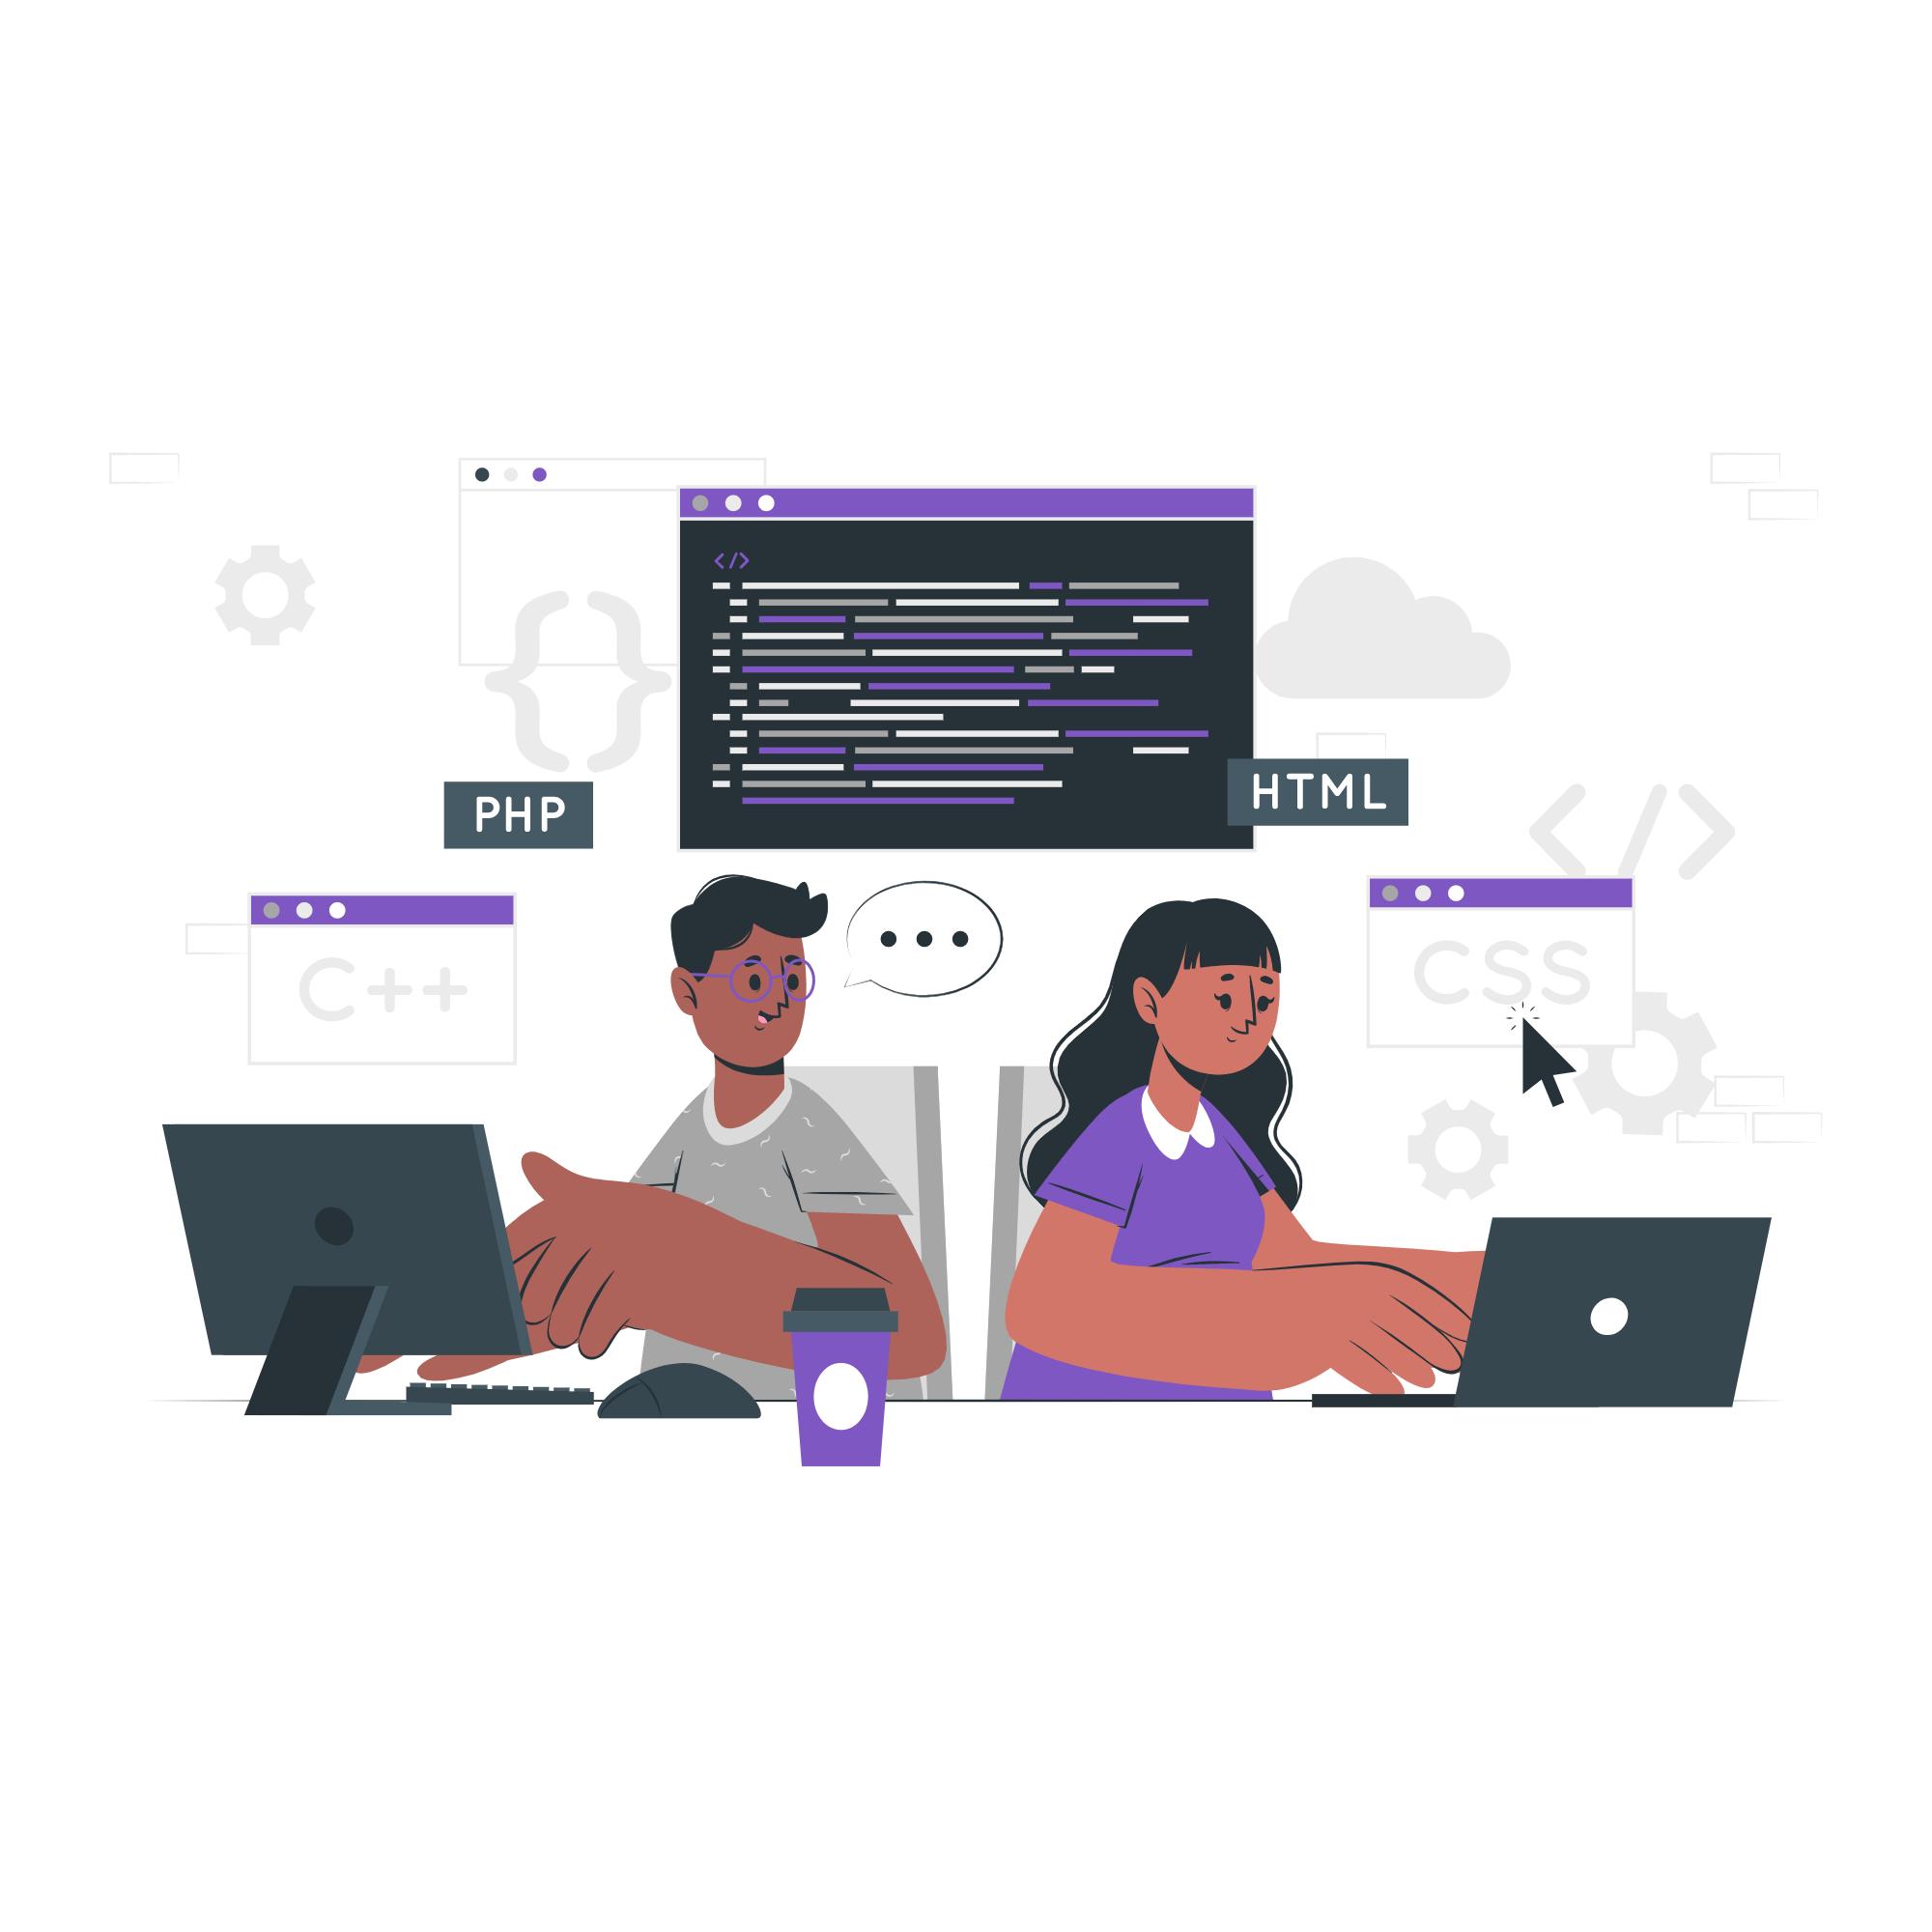 </>
{ }
PHP
HTML
</>
C++
CSS